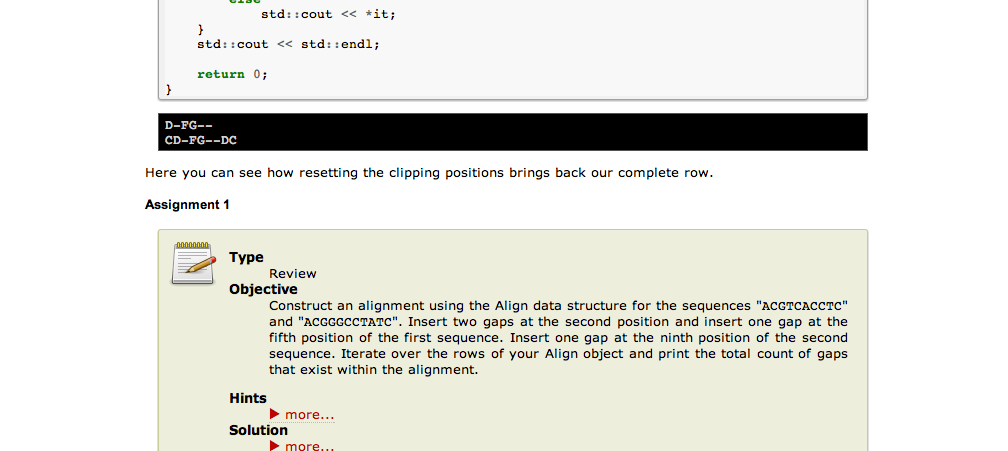 else
std::cout << *it;
}
std::cout << std::endl;
return 0;
}
D-FG--
CD-FG--DC
Here you can see how resetting the clipping positions brings back our complete row.
Assignment 1
Type
Review
Objective
Construct an alignment using the Align data structure for the sequences "ACGTCACCTC"
and "ACGGGCCTATC". Insert two gaps at the second position and insert one gap at the
fifth position of the first sequence. Insert one gap at the ninth position of the second
sequence. Iterate over the rows of your Align object and print the total count of gaps
that exist within the alignment.
Hints
more...
Solution
more...